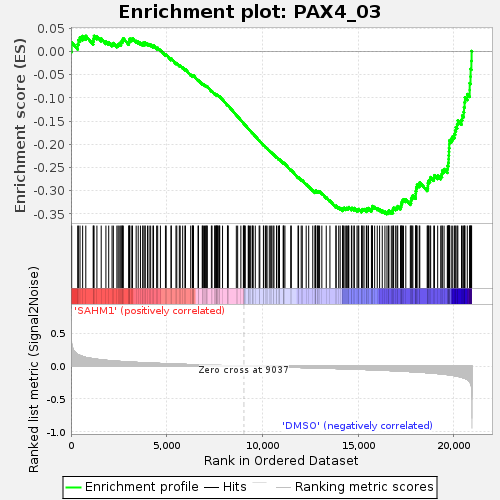 Enrichment plot: PAX4_03
Enrichment score (ES)
0.05
0.00
-0.05
-0.10
-0.15
-0.20
-0.25
-0.30
-0.35
'SAHM1' (positively correlated)
Ranked list metric (Signal2Noise)
0.5
0.0
-0.5
-1.0
Zero cross at 9037
'DMSO' (negatively correlated)
0
5,000
10,000
15,000
20,000
Rank in Ordered Dataset
Enrichment profile
Hits
Ranking metric scores